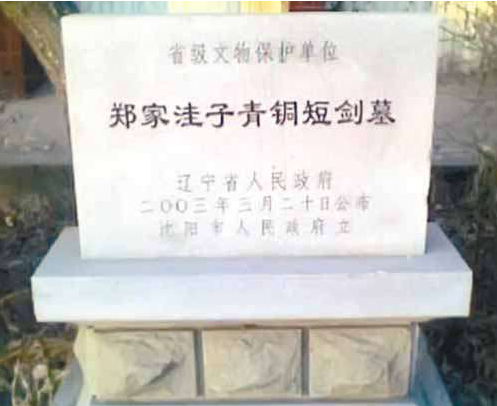 省级文物保护单位
郑家洼子青铜短剑墓
辽宁省人民政府
二〇〇三年三月二十日公布
沈阳市人民政府立